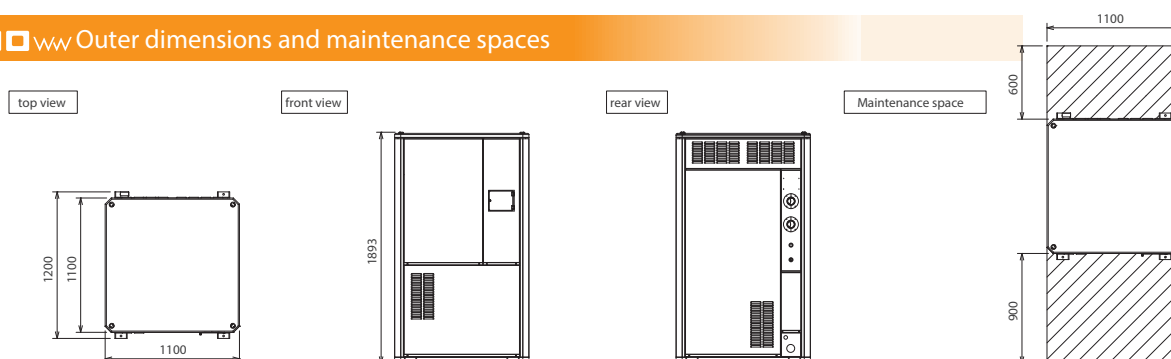 ww Outer dimensions and maintenance spaces
top view
front view
rear view
Maintenance space
1100
600
900
1200
1100
1100
1893